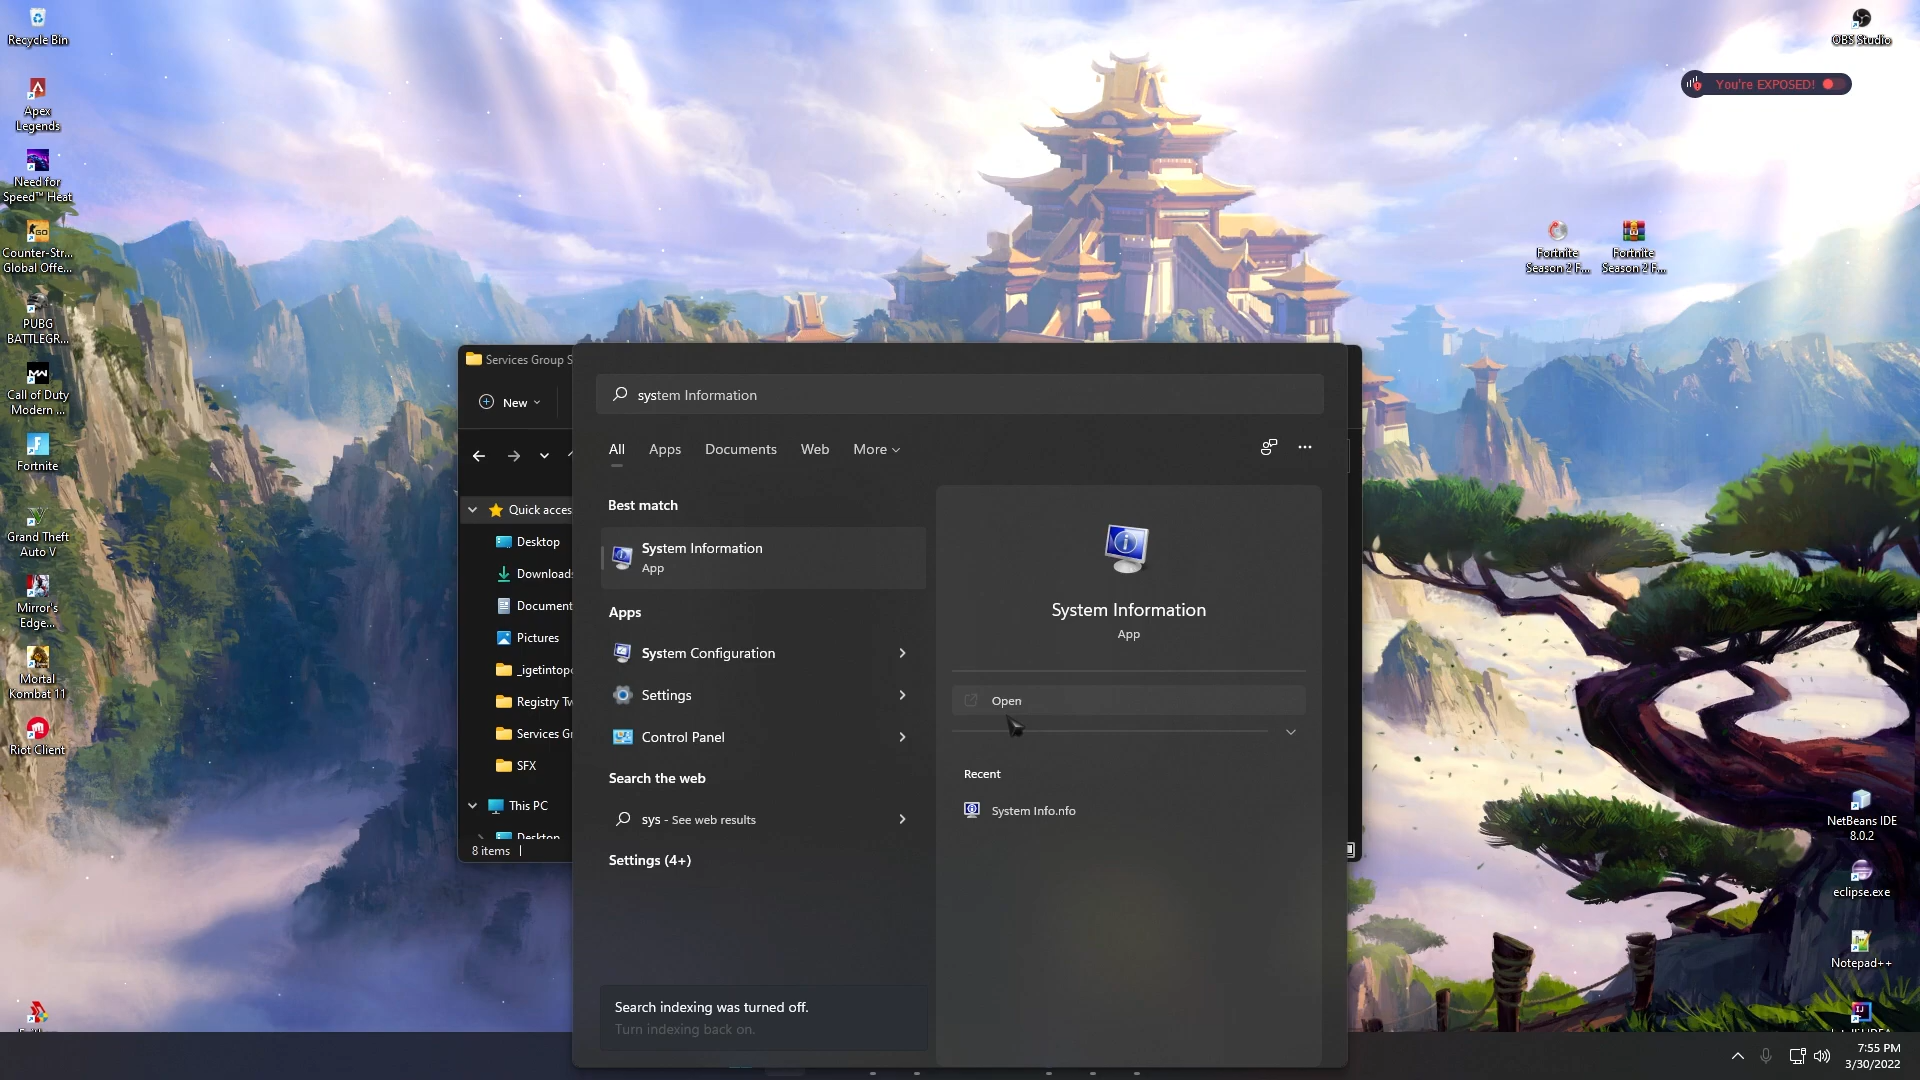 Recycle Bin
Apex
Legends
Need for
Speed™ Heat
Counter-Str...
Global Offe...
PUBG
BATTLEGR...
Call of Duty
Modern ...
Fortnite
Grand Theft
Auto V
Mirror's
Edge...
Mortal
Kombat 11
Riot Client
OBS Studio
You're EXPOSED!
Fortnite
Season 2 F...
Fortnite
Season 2 F...
NetBeans IDE
8.0.2
eclipse.exe
Notepad++
Services Group S
New
Quick acces
Desktop
Download
Document
Pictures
_igetintop
Registry Tw
Services Gr
SFX
This PC
Desktop
8 items
system Information
All
Apps
Documents
Web
More
Best match
System Information
App
Apps
System Configuration
Settings
Control Panel
Search the web
sys - See web results
Settings (4+)
Search indexing was turned off.
Turn indexing back on.
System Information
App
Open
Recent
System Info.nfo
7:55 PM
3/30/2022